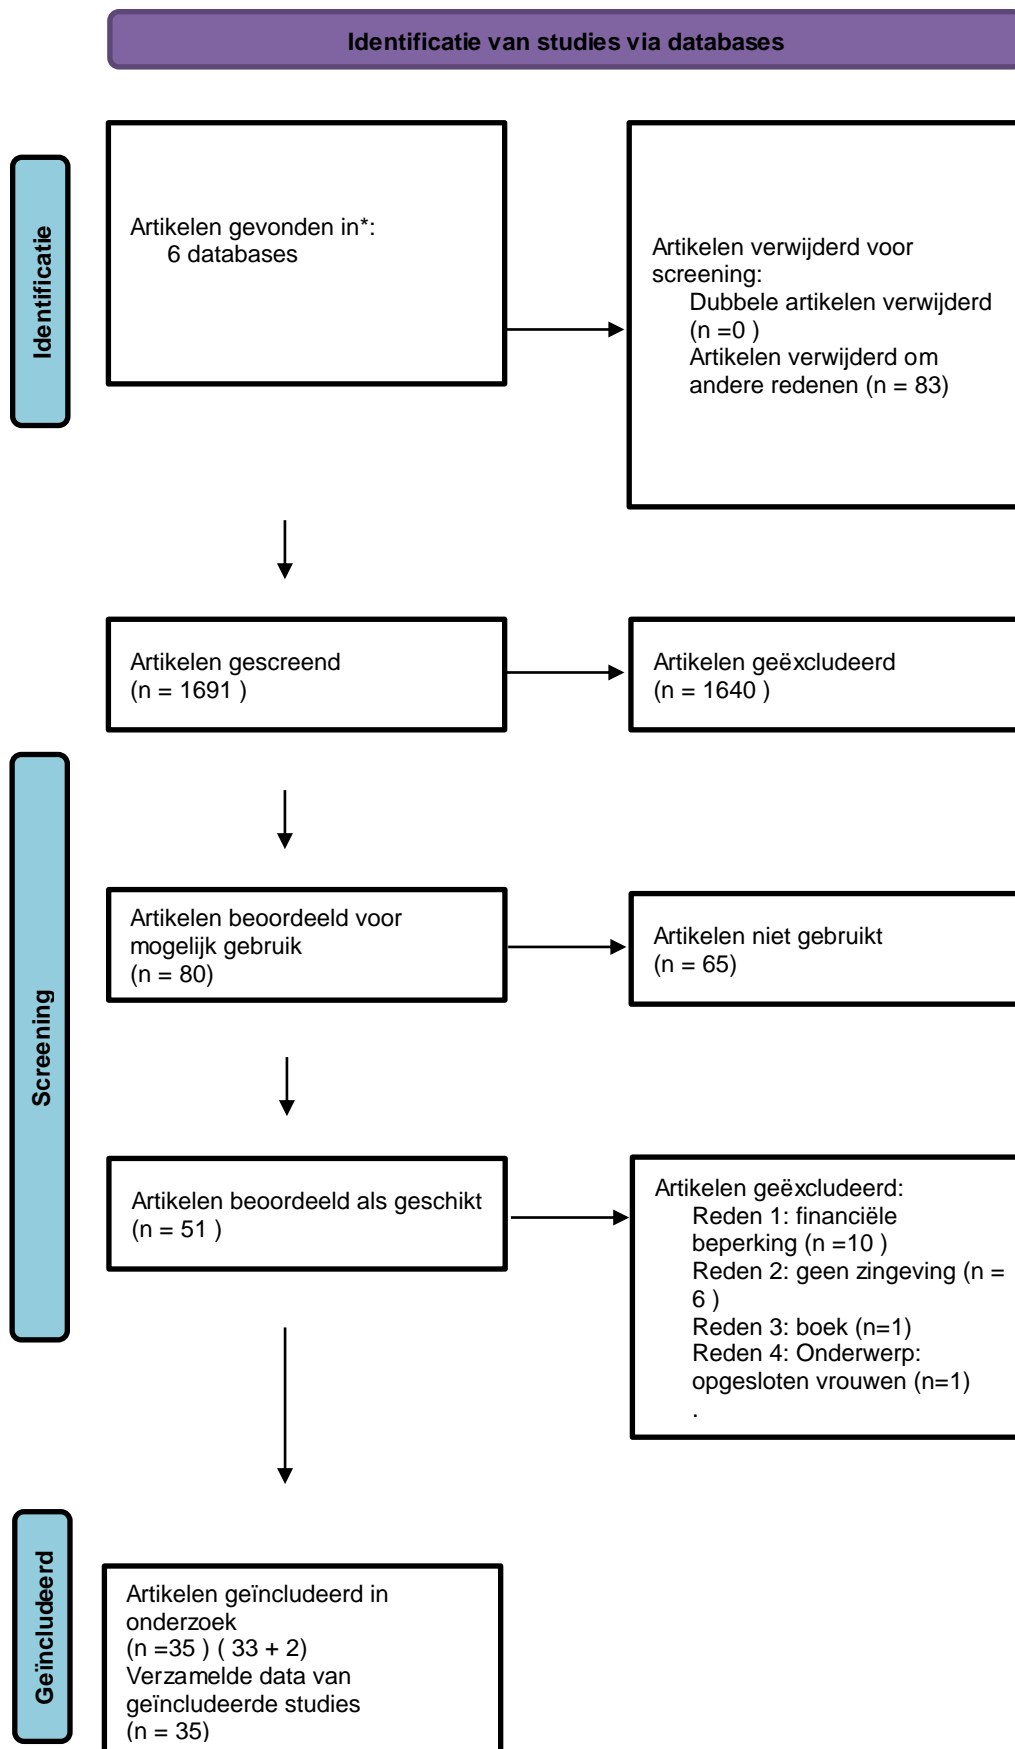 Identificatie van studies via databases
Identificatie
Artikelen gevonden in*:
6 databases
Artikelen verwijderd voor
screening:
Dubbele artikelen verwijderd
(n =0 )
Artikelen verwijderd om
andere redenen (n = 83)
Artikelen gescreend
(n = 1691 )
Artikelen geëxcludeerd
(n = 1640 )
Screening
Artikelen beoordeeld voor
mogelijk gebruik
(n = 80)
Artikelen niet gebruikt
(n = 65)
Artikelen beoordeeld als geschikt
(n = 51 )
Artikelen geëxcludeerd:
Reden 1: financiële
beperking (n =10 )
Reden 2: geen zingeving (n =
6 )
Reden 3: boek (n=1)
Reden 4: Onderwerp:
opgesloten vrouwen (n=1)
.
Geïncludeerd
Artikelen geïncludeerd in
onderzoek
(n =35 ) ( 33 + 2)
Verzamelde data van
geïncludeerde studies
(n = 35)